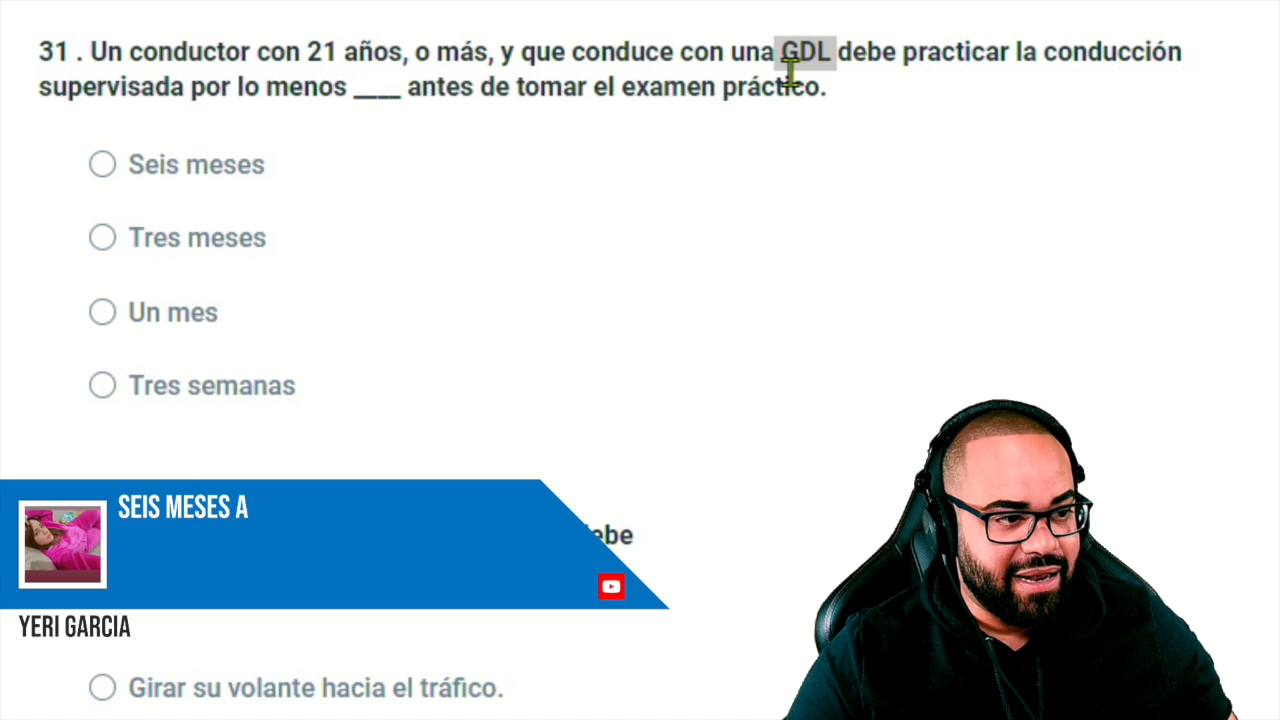 31 . Un conductor con 21 años, o más, y que conduce con una GDL debe practicar la conducción
supervisada por lo menos ____ antes de tomar el examen práctico.
Seis meses
Tres meses
Un mes
Tres semanas
SEIS MESES A
ebe
YERI GARCIA
Girar su volante hacia el tráfico.